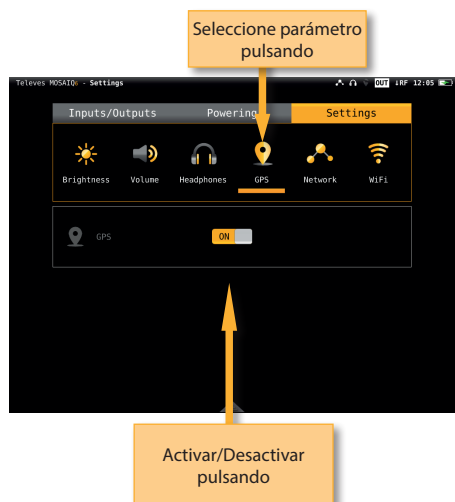 Seleccione parámetro
pulsando
Televes MOSAIQ6 - Settings OUT ↓RF 12:05
Inputs/Outputs Powering Settings
Brightness Volume Headphones GPS Network WiFi
GPS ON
Activar/Desactivar
pulsando